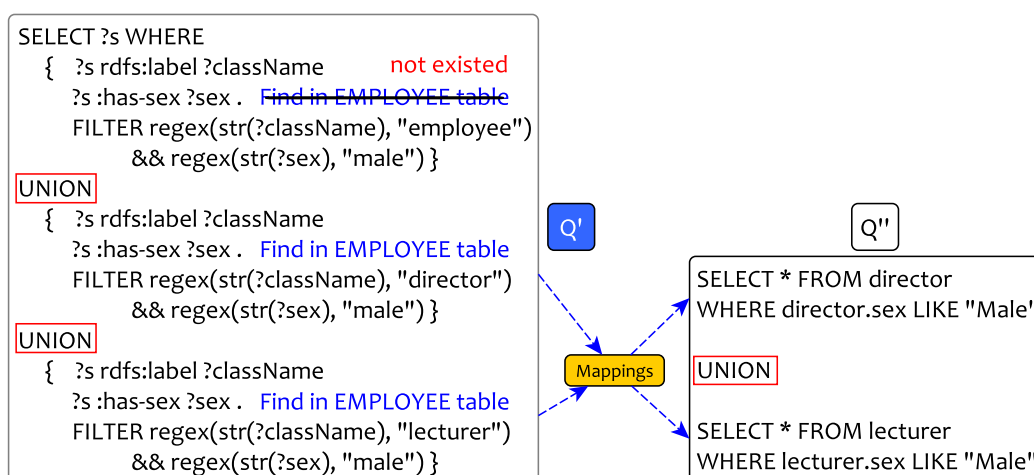 SELECT ?s WHERE
{ ?s rdfs:label ?className not existed
?s :has-sex ?sex . Find in EMPLOYEE table
FILTER regex(str(?className), "employee")
&& regex(str(?sex), "male") }
UNION
{ ?s rdfs:label ?className
?s :has-sex ?sex . Find in EMPLOYEE table
FILTER regex(str(?className), "director")
&& regex(str(?sex), "male") }
UNION
{ ?s rdfs:label ?className
?s :has-sex ?sex . Find in EMPLOYEE table
FILTER regex(str(?className), "lecturer")
&& regex(str(?sex), "male") }
Q'
Mappings
Q''
SELECT * FROM director
WHERE director.sex LIKE "Male"
UNION
SELECT * FROM lecturer
WHERE lecturer.sex LIKE "Male"